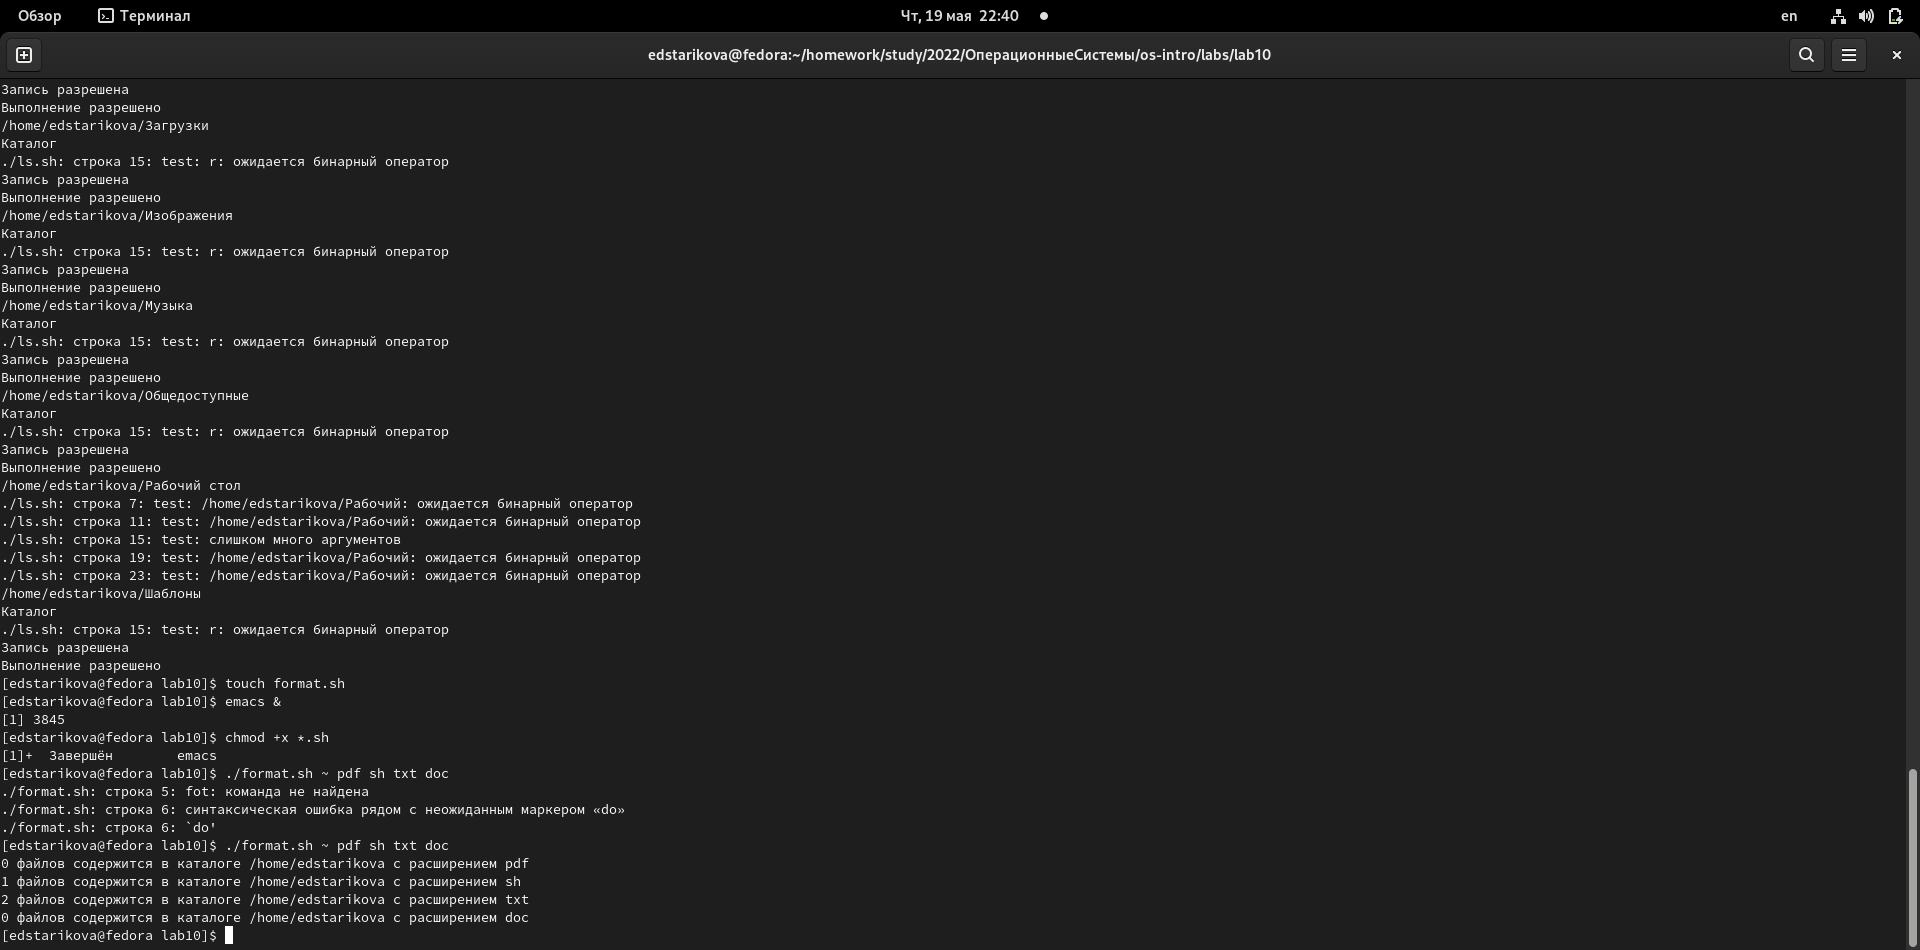 Обзор Терминал Чт, 19 мая 22:40 en
edstarikova@fedora:~/homework/study/2022/ОперационныеСистемы/os-intro/labs/lab10
Запись разрешена
Выполнение разрешено
/home/edstarikova/Загрузки
Каталог
./ls.sh: строка 15: test: r: ожидается бинарный оператор
Запись разрешена
Выполнение разрешено
/home/edstarikova/Изображения
Каталог
./ls.sh: строка 15: test: r: ожидается бинарный оператор
Запись разрешена
Выполнение разрешено
/home/edstarikova/Музыка
Каталог
./ls.sh: строка 15: test: r: ожидается бинарный оператор
Запись разрешена
Выполнение разрешено
/home/edstarikova/Общедоступные
Каталог
./ls.sh: строка 15: test: r: ожидается бинарный оператор
Запись разрешена
Выполнение разрешено
/home/edstarikova/Рабочий стол
./ls.sh: строка 7: test: /home/edstarikova/Рабочий: ожидается бинарный оператор
./ls.sh: строка 11: test: /home/edstarikova/Рабочий: ожидается бинарный оператор
./ls.sh: строка 15: test: слишком много аргументов
./ls.sh: строка 19: test: /home/edstarikova/Рабочий: ожидается бинарный оператор
./ls.sh: строка 23: test: /home/edstarikova/Рабочий: ожидается бинарный оператор
/home/edstarikova/Шаблоны
Каталог
./ls.sh: строка 15: test: r: ожидается бинарный оператор
Запись разрешена
Выполнение разрешено
[edstarikova@fedora lab10]$ touch format.sh
[edstarikova@fedora lab10]$ emacs &
[1] 3845
[edstarikova@fedora lab10]$ chmod +x *.sh
[1]+  Завершён        emacs
[edstarikova@fedora lab10]$ ./format.sh ~ pdf sh txt doc
./format.sh: строка 5: fot: команда не найдена
./format.sh: строка 6: синтаксическая ошибка рядом с неожиданным маркером «do»
./format.sh: строка 6: `do'
[edstarikova@fedora lab10]$ ./format.sh ~ pdf sh txt doc
0 файлов содержится в каталоге /home/edstarikova с расширением pdf
1 файлов содержится в каталоге /home/edstarikova с расширением sh
2 файлов содержится в каталоге /home/edstarikova с расширением txt
0 файлов содержится в каталоге /home/edstarikova с расширением doc
[edstarikova@fedora lab10]$